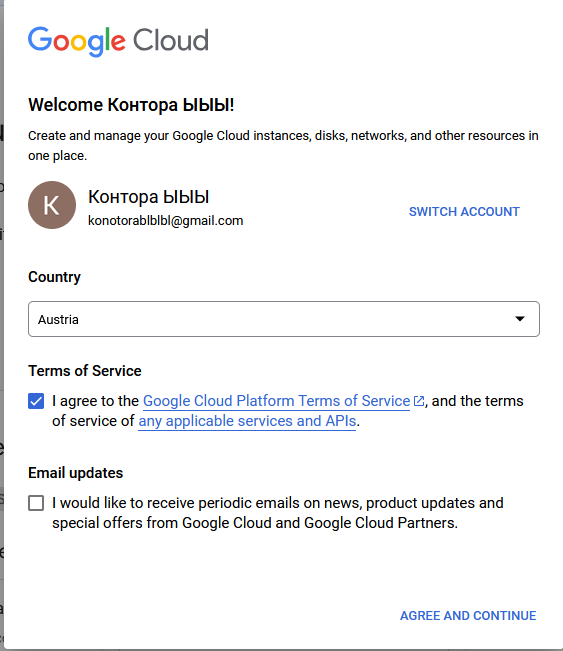 Google Cloud
Welcome Контора ЫЫЫ!
Create and manage your Google Cloud instances, disks, networks, and other resources in
one place.
К
Контора ЫЫЫ
konotorablblbl@gmail.com
SWITCH ACCOUNT
Country
Austria
Terms of Service
I agree to the Google Cloud Platform Terms of Service, and the terms
of service of any applicable services and APIs.
Email updates
I would like to receive periodic emails on news, product updates and
special offers from Google Cloud and Google Cloud Partners.
AGREE AND CONTINUE